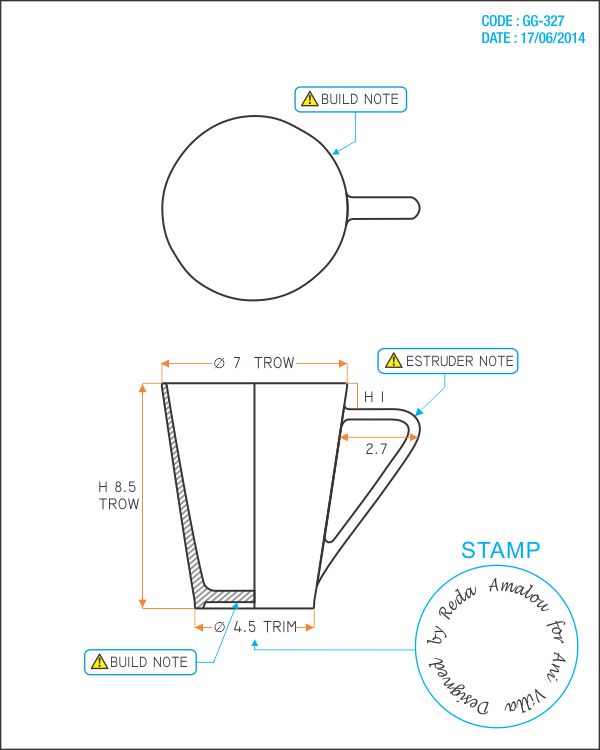 CODE : GG-327
DATE : 17/06/2014
BUILD NOTE
Ø 7 TROW
ESTRUDER NOTE
H 1
2.7
H 8.5
TROW
STAMP
Ø 4.5 TRIM
BUILD NOTE
Designed by Reda Amalou for Ani Villa